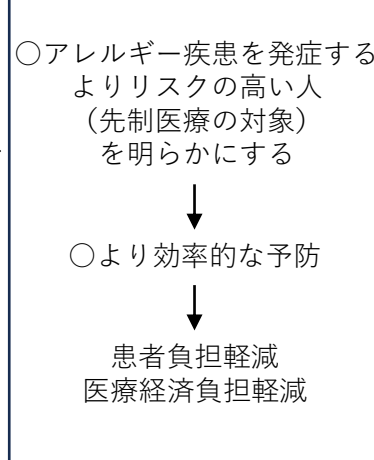 ○アレルギー疾患を発症する
よりリスクの高い人
（先制医療の対象）
を明らかにする
○より効率的な予防
患者負担軽減
医療経済負担軽減